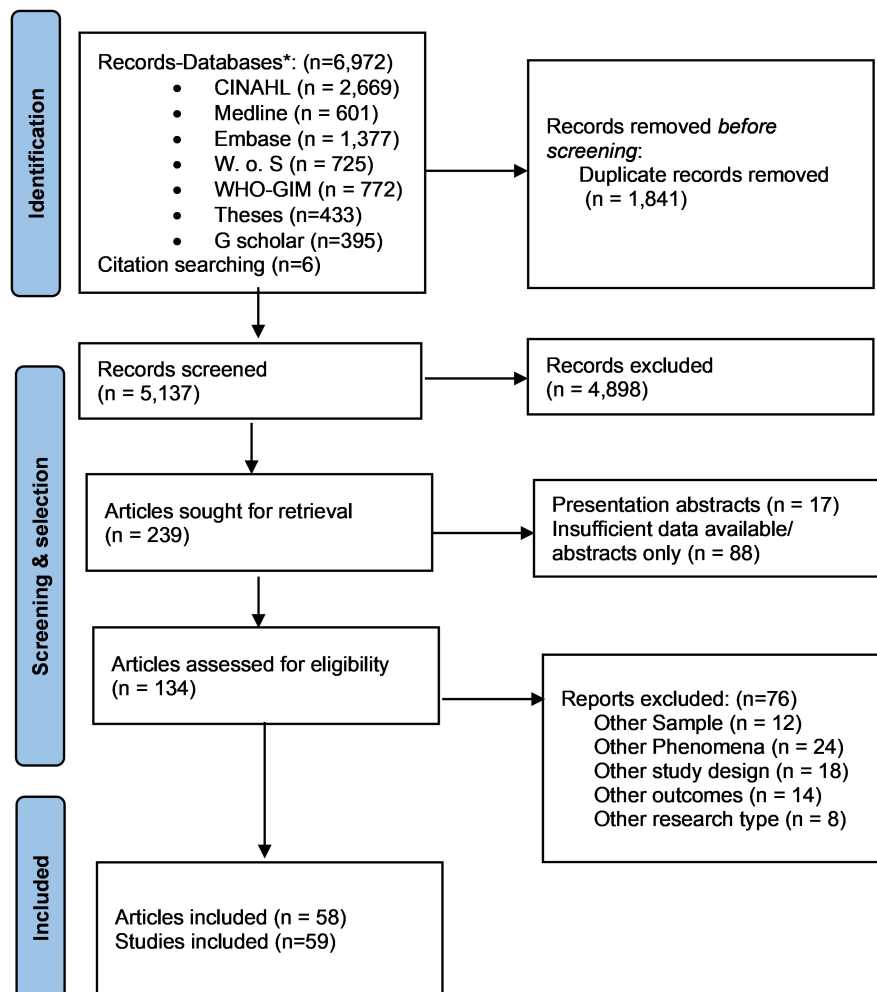 Identification
Records-Databases*: (n=6,972)
• CINAHL (n = 2,669)
• Medline (n = 601)
• Embase (n = 1,377)
• W. o. S (n = 725)
• WHO-GIM (n = 772)
• Theses (n=433)
• G scholar (n=395)
Citation searching (n=6)
Records removed before
screening:
Duplicate records removed
(n = 1,841)
Screening & selection
Records screened
(n = 5,137)
Records excluded
(n = 4,898)
Articles sought for retrieval
(n = 239)
Presentation abstracts (n = 17)
Insufficient data available/
abstracts only (n = 88)
Articles assessed for eligibility
(n = 134)
Reports excluded: (n=76)
Other Sample (n = 12)
Other Phenomena (n = 24)
Other study design (n = 18)
Other outcomes (n = 14)
Other research type (n = 8)
Included
Articles included (n = 58)
Studies included (n=59)